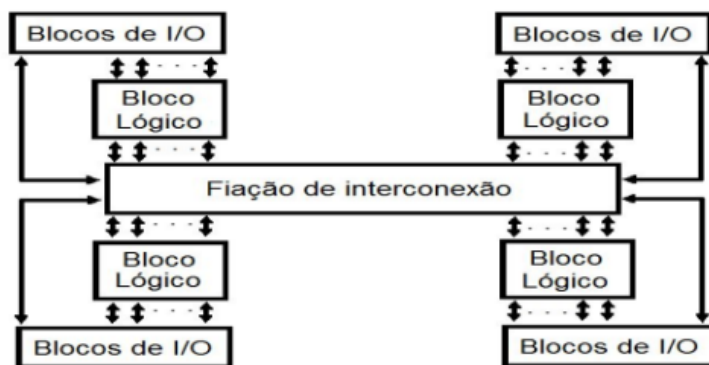 Blocos de I/O
Blocos de I/O
Bloco
Lógico
Bloco
Lógico
Fiação de interconexão
Bloco
Lógico
Bloco
Lógico
Blocos de I/O
Blocos de I/O